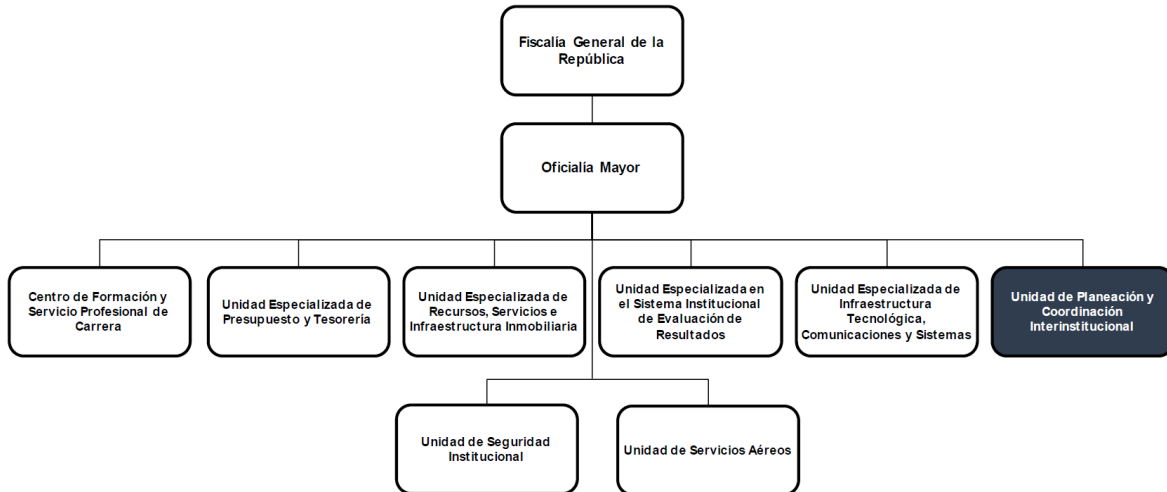 Fiscalía General de la
República
Oficialía Mayor
Centro de Formación y
Servicio Profesional de
Carrera
Unidad Especializada de
Presupuesto y Tesorería
Unidad Especializada de
Recursos, Servicios e
Infraestructura Inmobiliaria
Unidad Especializada en
el Sistema Institucional
de Evaluación de
Resultados
Unidad Especializada de
Infraestructura
Tecnológica,
Comunicaciones y Sistemas
Unidad de Planeación y
Coordinación
Interinstitucional
Unidad de Seguridad
Institucional
Unidad de Servicios Aéreos